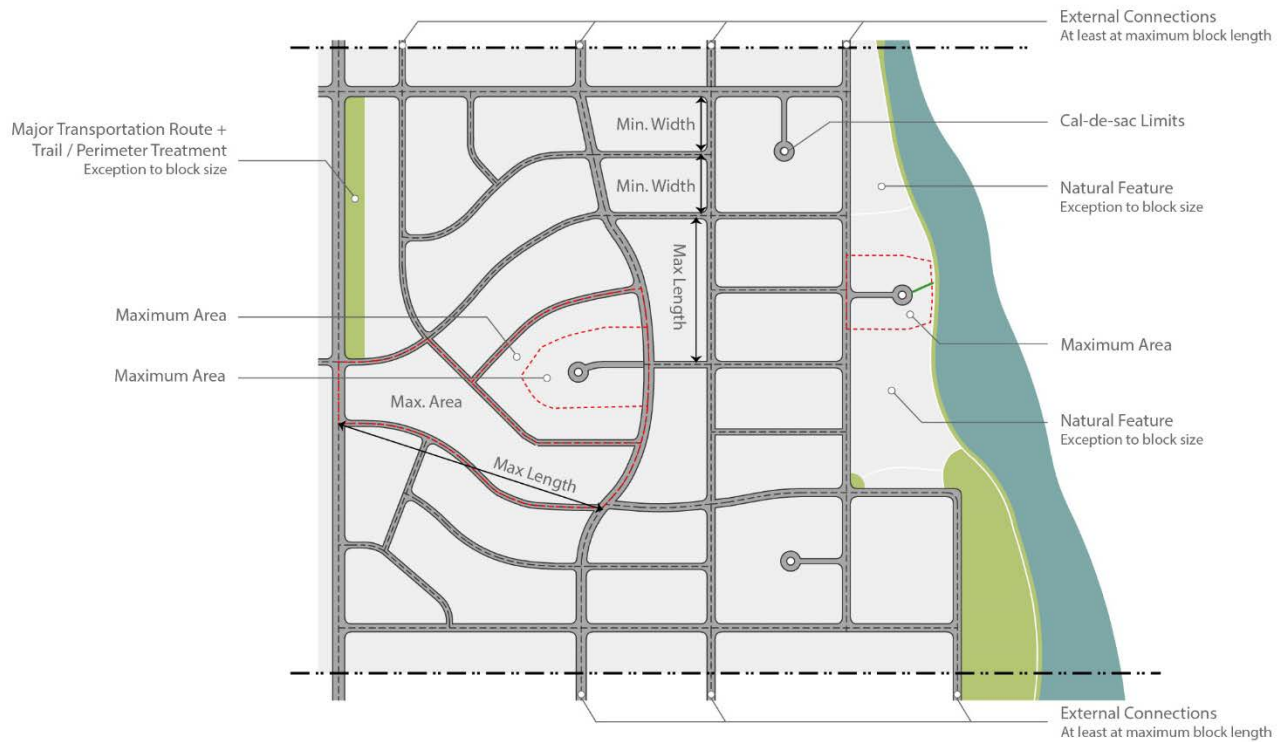 External Connections
At least at maximum block length
Major Transportation Route +
Trail / Perimeter Treatment
Exception to block size
Min. Width
Min. Width
Cal-de-sac Limits
Natural Feature
Exception to block size
Max Length
Maximum Area
Maximum Area
Max. Area
Maximum Area
Max Length
Natural Feature
Exception to block size
External Connections
At least at maximum block length